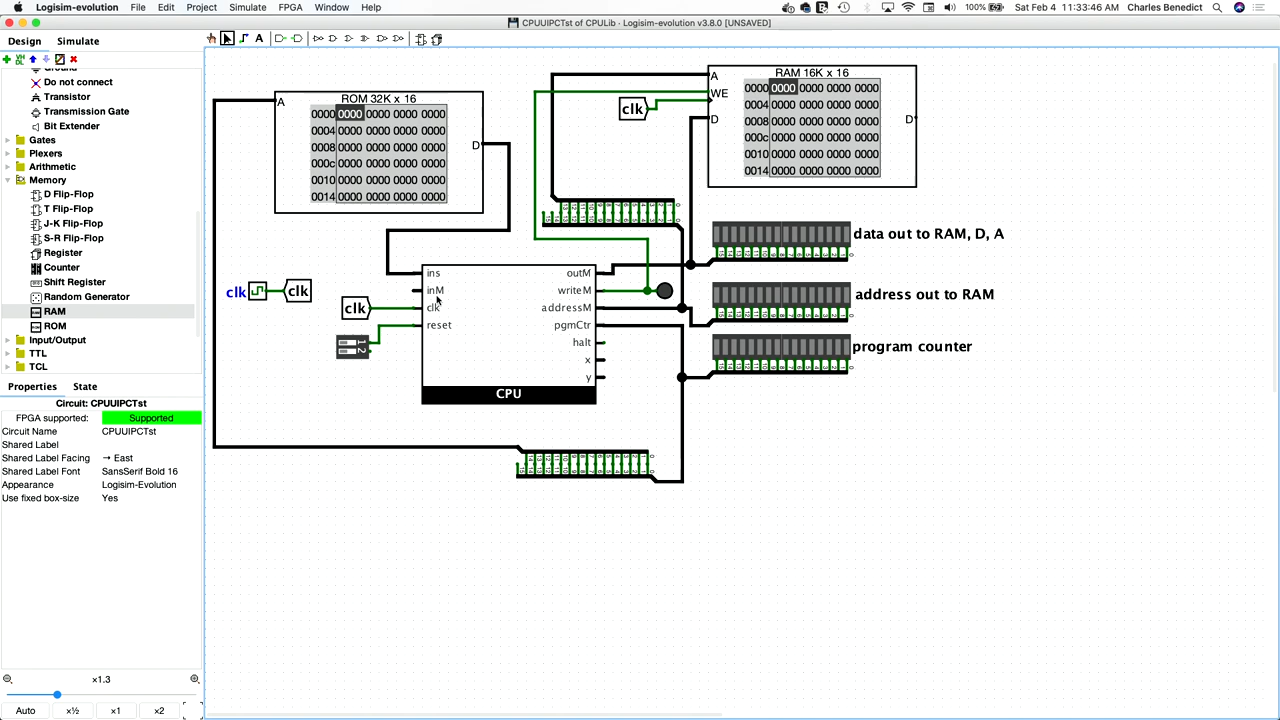 Logisim-evolution File Edit Project Simulate FPGA Window Help 100% Sat Feb 4 11:33:46 AM Charles Benedict
CPUUIPCTst of CPULib · Logisim-evolution v3.8.0 [UNSAVED]
Design Simulate
Ground
Do not connect
Transistor
Transmission Gate
Bit Extender
Gates
Plexers
Arithmetic
Memory
D Flip-Flop
T Flip-Flop
J-K Flip-Flop
S-R Flip-Flop
Register
Counter
Shift Register
Random Generator
RAM
ROM
Input/Output
TTL
TCL
Properties State
Circuit: CPUUIPCTst
FPGA supported: Supported
Circuit Name CPUUIPCTst
Shared Label
Shared Label Facing → East
Shared Label Font SansSerif Bold 16
Appearance Logisim-Evolution
Use fixed box-size Yes
x1.3
Auto x½ x1 x2
ROM 32K x 16
A
0000 0000 0000 0000 0000
0004 0000 0000 0000 0000
0008 0000 0000 0000 0000
000c 0000 0000 0000 0000
0010 0000 0000 0000 0000
0014 0000 0000 0000 0000
D
RAM 16K x 16
A
WE
D
0000 0000 0000 0000 0000
0004 0000 0000 0000 0000
0008 0000 0000 0000 0000
000c 0000 0000 0000 0000
0010 0000 0000 0000 0000
0014 0000 0000 0000 0000
D
clk
clk clk
clk
1
2
ins outM
inM writeM
clk addressM
reset pgmCtr
halt
x
y
CPU
data out to RAM, D, A
address out to RAM
program counter